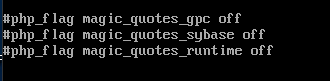 #php_flag magic_quotes_gpc off
#php_flag magic_quotes_sybase off
#php_flag magic_quotes_runtime off